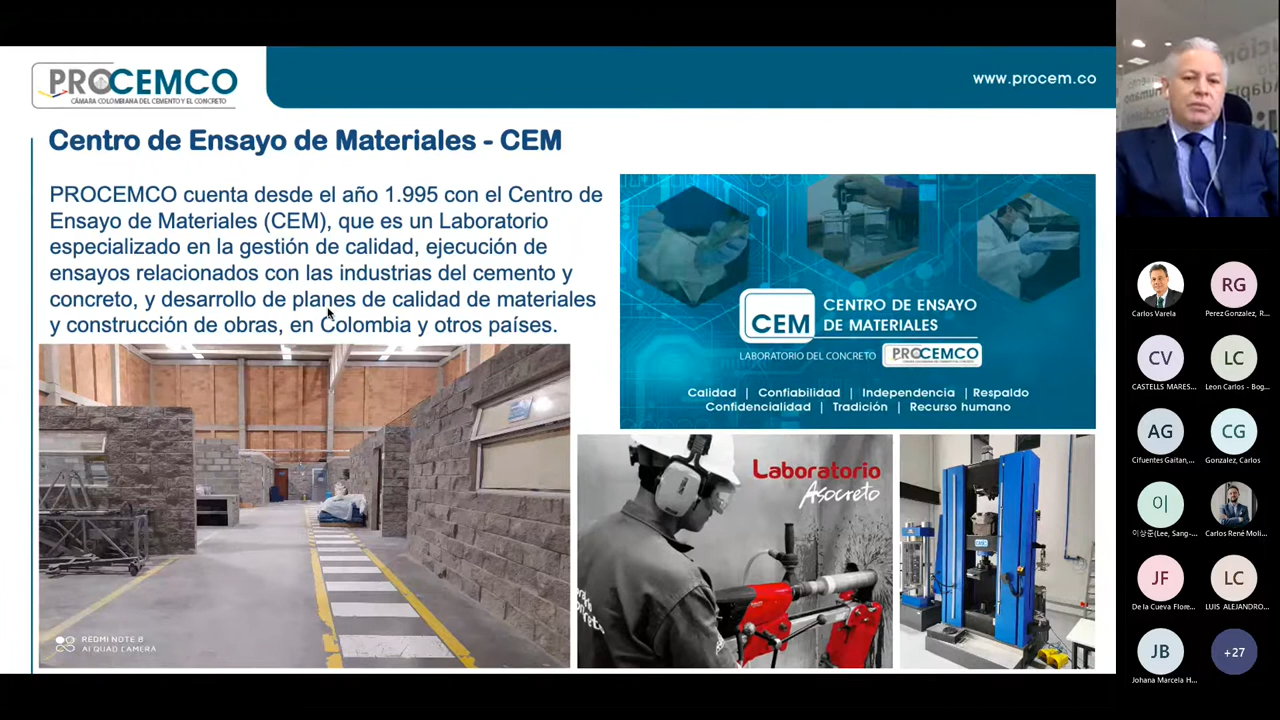 PROCEMCO
CÁMARA COLOMBIANA DEL CEMENTO Y EL CONCRETO
www.procem.co
Centro de Ensayo de Materiales - CEM
PROCEMCO cuenta desde el año 1.995 con el Centro de
Ensayo de Materiales (CEM), que es un Laboratorio
especializado en la gestión de calidad, ejecución de
ensayos relacionados con las industrias del cemento y
concreto, y desarrollo de planes de calidad de materiales
y construcción de obras, en Colombia y otros países.
CEM
CENTRO DE ENSAYO
DE MATERIALES
LABORATORIO DEL CONCRETO
PROCEMCO
Calidad | Confiabilidad | Independencia | Respaldo
Confidencialidad | Tradición | Recurso humano
REDMI NOTE 8
AI QUAD CAMERA
Laboratorio
Asocreto
Carlos Varela
RG
Perez Gonzalez, R...
CV
CASTELLS MARES...
LC
Leon Carlos - Bog...
AG
Cifuentes Gaitan,...
CG
Gonzalez, Carlos
이
이상준(Lee, Sang-...
Carlos René Moli...
JF
De la Cueva Flore...
LC
LUIS ALEJANDRO...
JB
Johana Marcela H...
+27